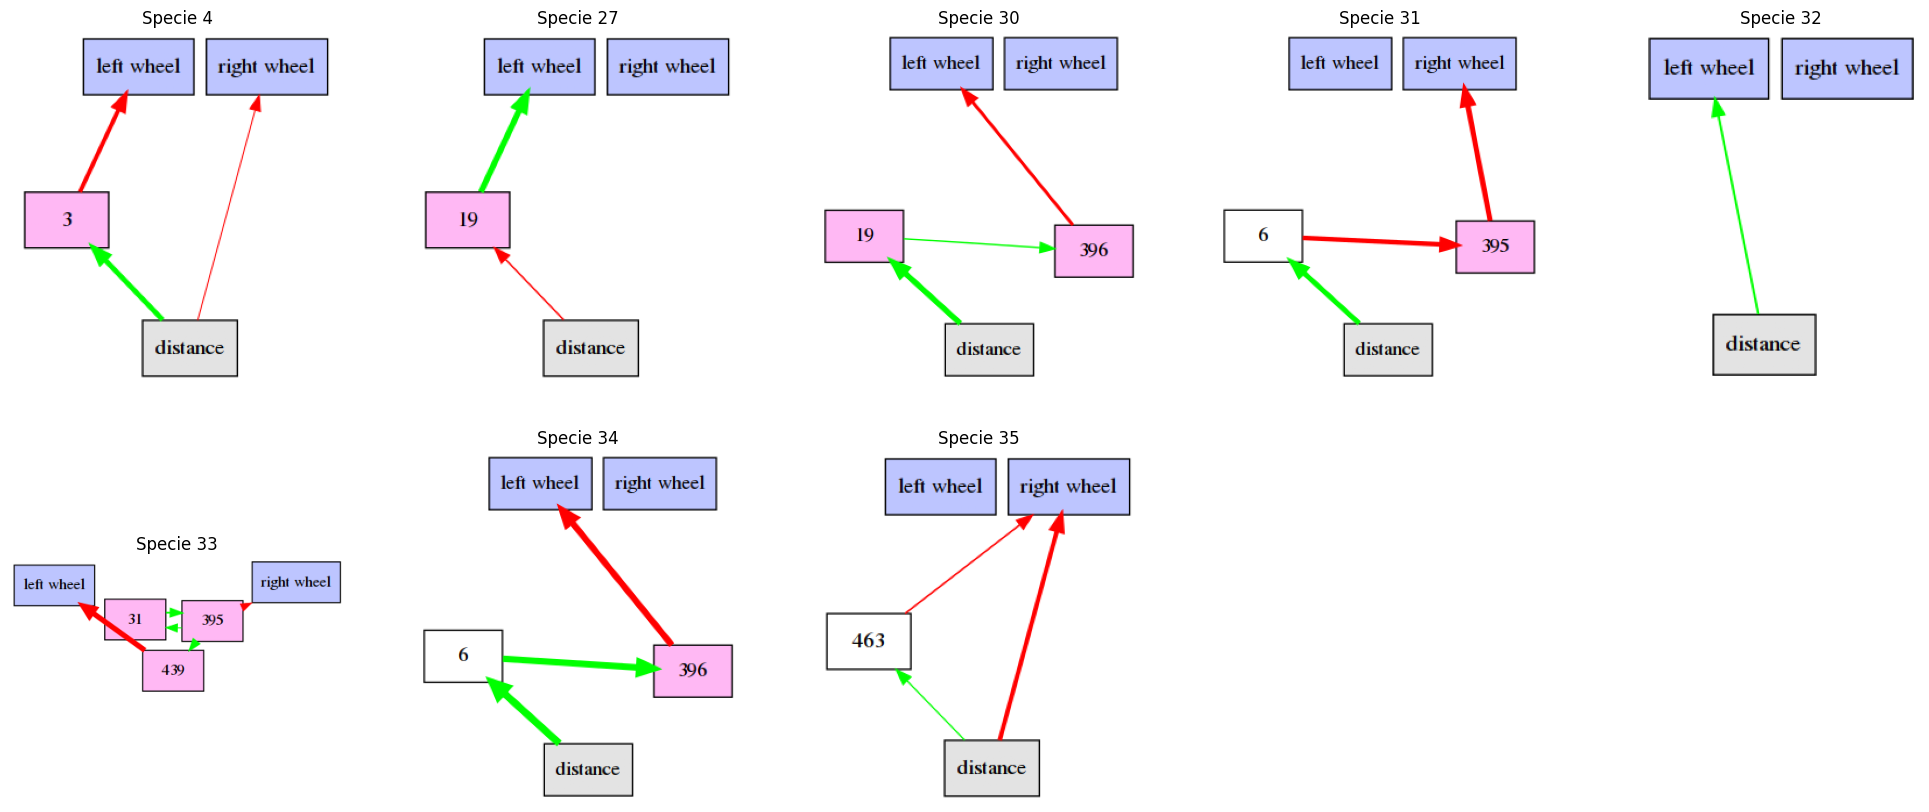 Specie 4
left wheel right wheel
3
distance
Specie 27
left wheel right wheel
19
distance
Specie 30
left wheel right wheel
19
396
distance
Specie 31
left wheel right wheel
6
395
distance
Specie 32
left wheel right wheel
distance
Specie 33
left wheel right wheel
31 395
439
Specie 34
left wheel right wheel
6
396
distance
Specie 35
left wheel right wheel
463
distance